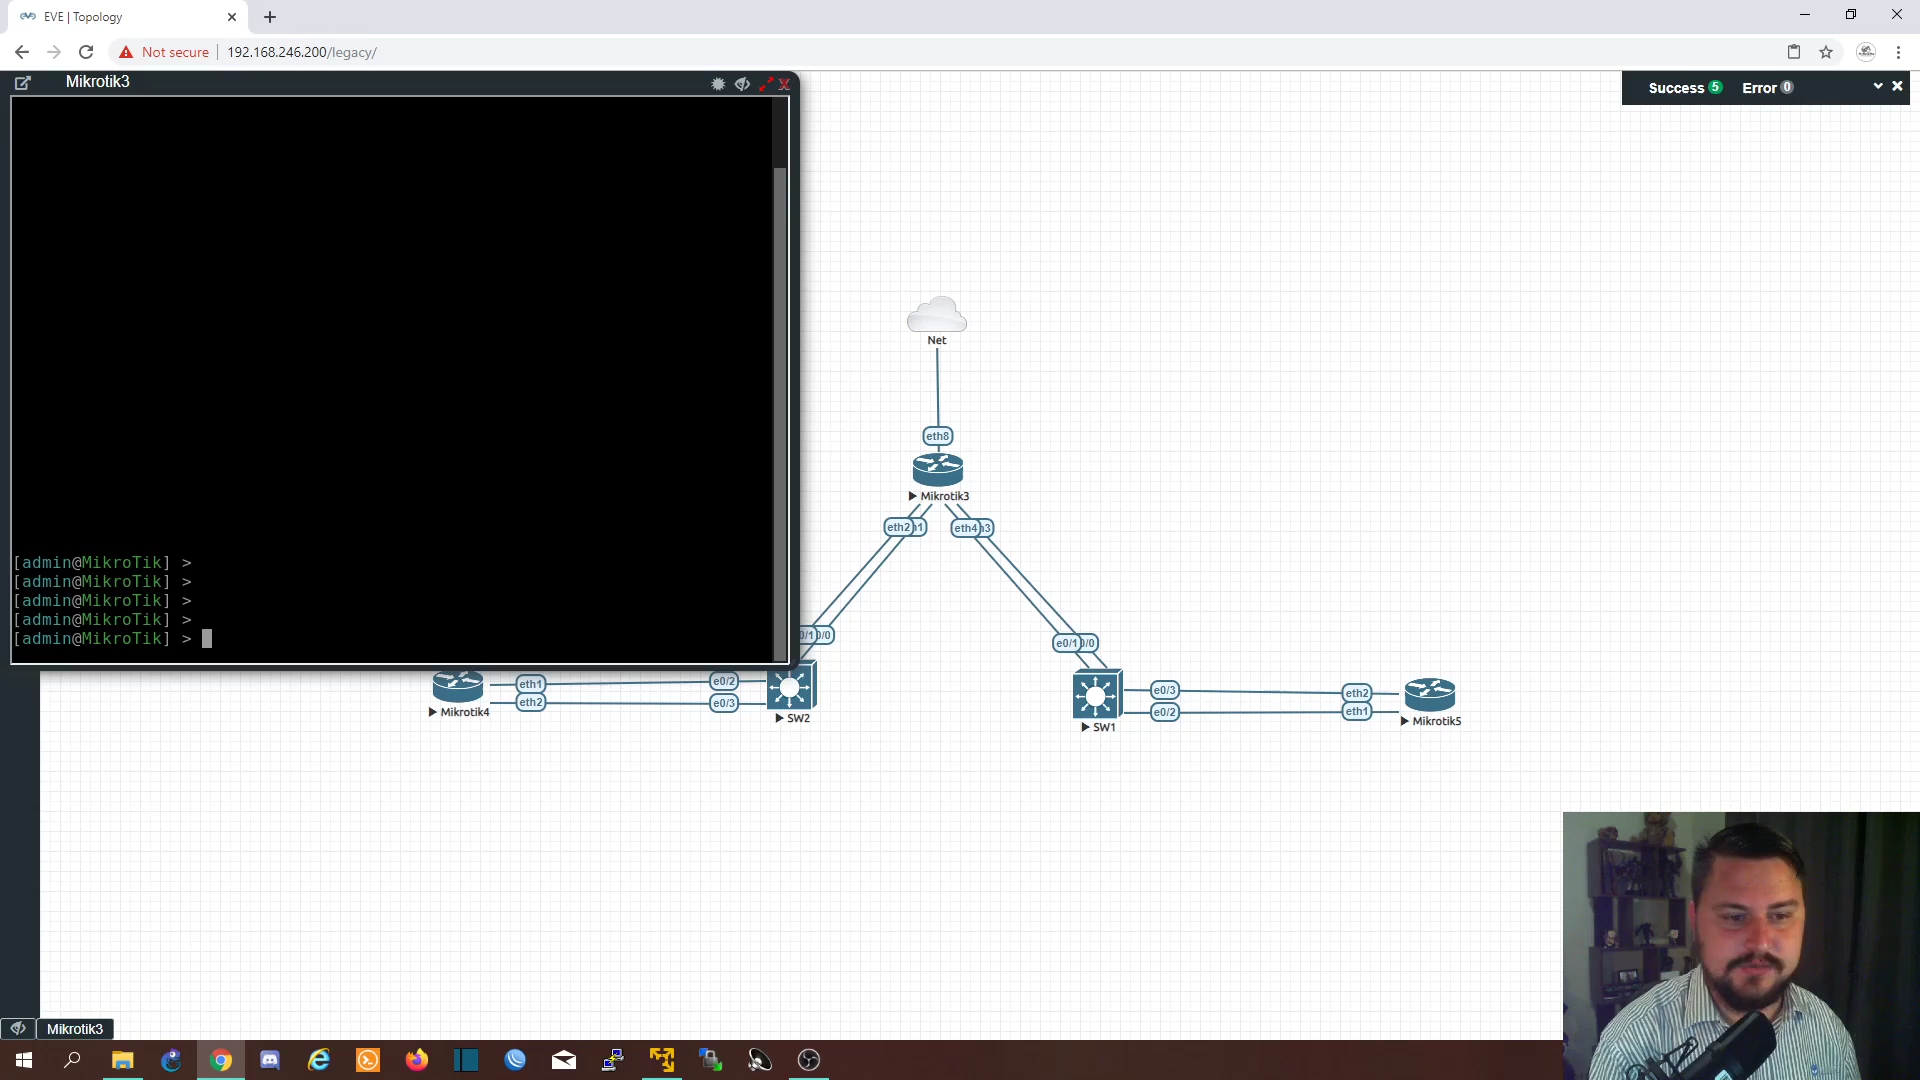 EVE | Topology
Not secure
192.168.246.200/legacy/
Mikrotik3
Success 5 Error 0
[admin@MikroTik] >
[admin@MikroTik] >
[admin@MikroTik] >
[admin@MikroTik] >
[admin@MikroTik] >
Net
eth8
Mikrotik3
eth2
eth4
e0/1
eth1
eth2
e0/2
e0/3
e0/3
e0/2
eth2
eth1
Mikrotik4
SW2
SW1
Mikrotik5
Mikrotik3